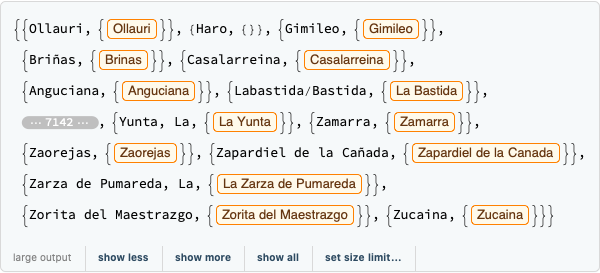 {{Ollauri, { Ollauri }}, {Haro, {}}, {Gimileo, { Gimileo }},
{Briñas, { Brinas }}, {Casalarreina, { Casalarreina }},
{Anguciana, { Anguciana }}, {Labastida/Bastida, { La Bastida }},
⋯ 7142 ⋯, {Yunta, La, { La Yunta }}, {Zamarra, { Zamarra }},
{Zaorejas, { Zaorejas }}, {Zapardiel de la Cañada, { Zapardiel de la Canada }},
{Zarza de Pumareda, La, { La Zarza de Pumareda }},
{Zorita del Maestrazgo, { Zorita del Maestrazgo }}, {Zucaina, { Zucaina }}}
large output show less show more show all set size limit...